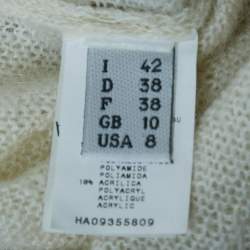 I 42
D 38
F 38
GB 10
USA 8
POLYAMIDE
POLIAMIDA
10% ACRILICA
POLYACRYL
ACRYLIQUE
ACRYLIC
HA09355809